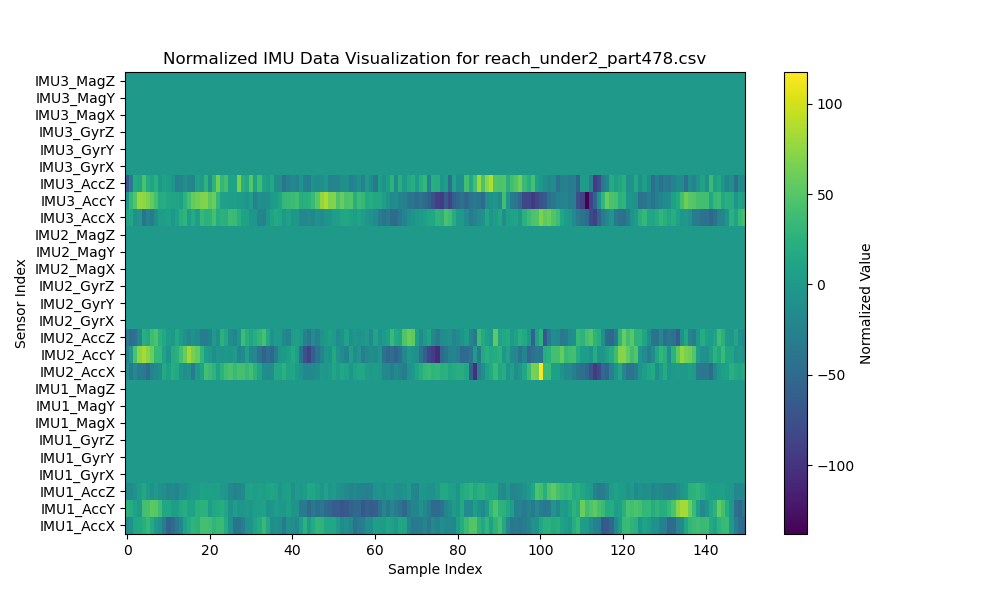 Normalized IMU Data Visualization for reach_under2_part478.csv
IMU3_MagZ
IMU3_MagY
IMU3_MagX
IMU3_GyrZ
IMU3_GyrY
IMU3_GyrX
IMU3_AccZ
IMU3_AccY
IMU3_AccX
IMU2_MagZ
IMU2_MagY
IMU2_MagX
IMU2_GyrZ
IMU2_GyrY
IMU2_GyrX
IMU2_AccZ
IMU2_AccY
IMU2_AccX
IMU1_MagZ
IMU1_MagY
IMU1_MagX
IMU1_GyrZ
IMU1_GyrY
IMU1_GyrX
IMU1_AccZ
IMU1_AccY
IMU1_AccX
Sensor Index
0 20 40 60 80 100 120 140
Sample Index
100
50
0
−50
−100
Normalized Value